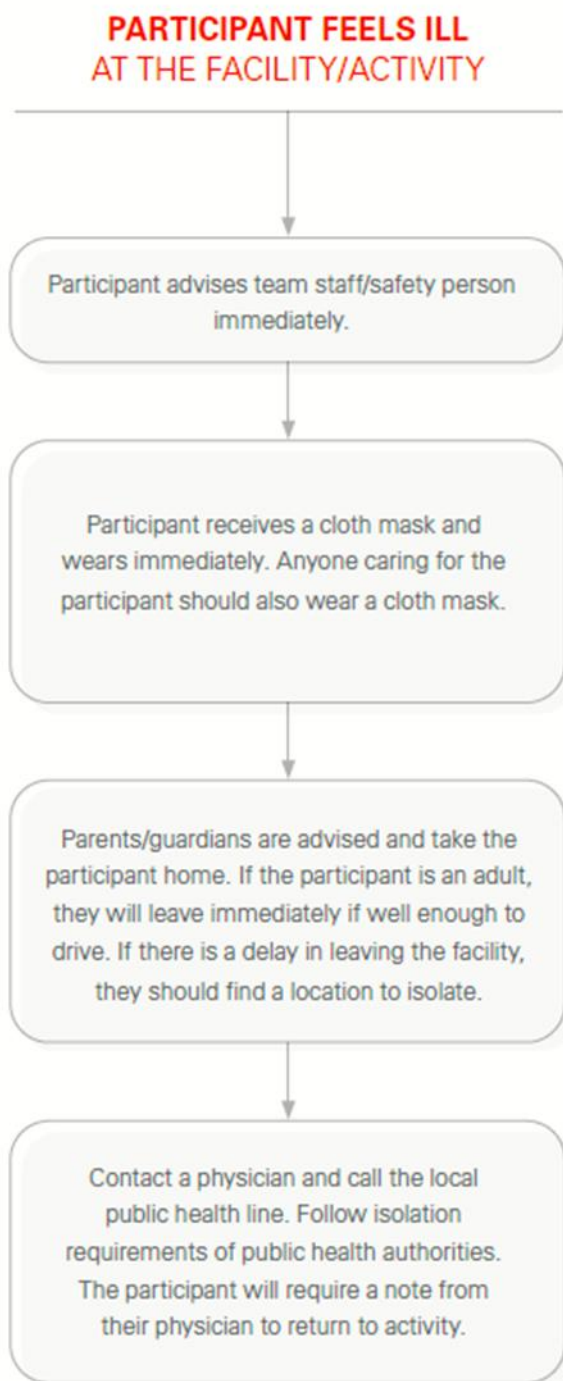 PARTICIPANT FEELS ILL
AT THE FACILITY/ACTIVITY
Participant advises team staff/safety person
immediately.
Participant receives a cloth mask and
wears immediately. Anyone caring for the
participant should also wear a cloth mask.
Parents/guardians are advised and take the
participant home. If the participant is an adult,
they will leave immediately if well enough to
drive. If there is a delay in leaving the facility,
they should find a location to isolate.
Contact a physician and call the local
public health line. Follow isolation
requirements of public health authorities.
The participant will require a note from
their physician to return to activity.